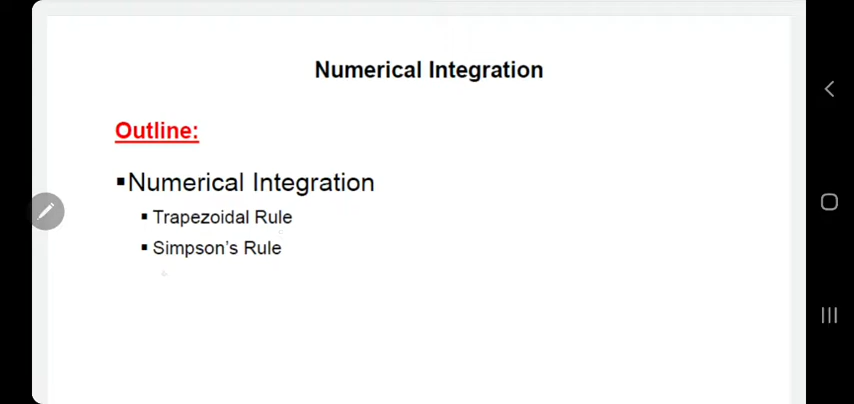 Numerical Integration
Outline:
▪Numerical Integration
▪ Trapezoidal Rule
▪ Simpson's Rule